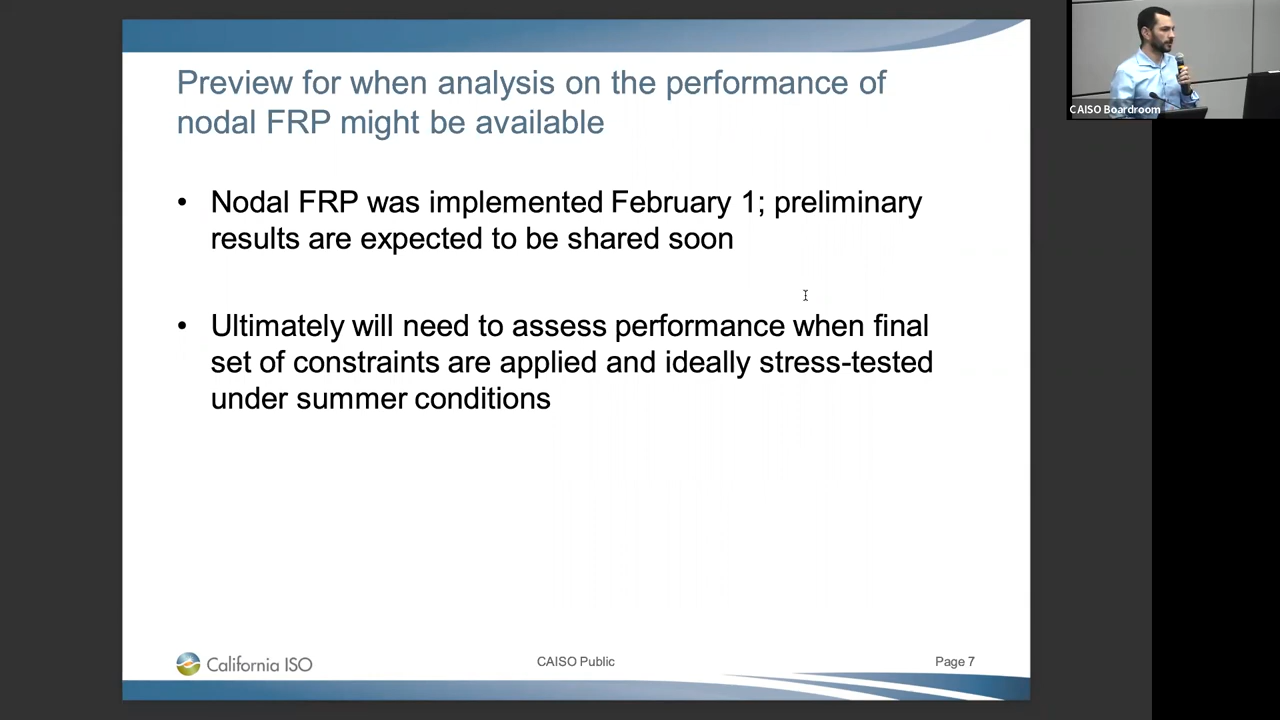 Preview for when analysis on the performance of
nodal FRP might be available
• Nodal FRP was implemented February 1; preliminary
results are expected to be shared soon
• Ultimately will need to assess performance when final
set of constraints are applied and ideally stress-tested
under summer conditions
California ISO
CAISO Public
Page 7
CAISO Boardroom